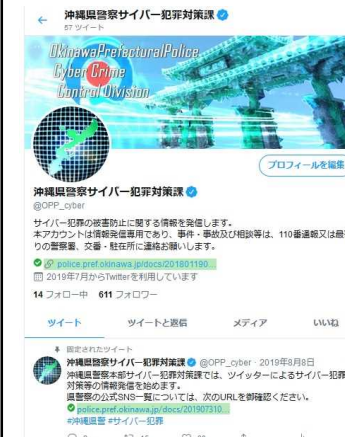 沖縄県警察サイバー犯罪対策課
57 ツイート
OkinawaPrefecturalPolice
Cyber Crime
Control Division
プロフィールを編集
沖縄県警察サイバー犯罪対策課
@OPP_cyber
サイバー犯罪の被害防止に関する情報を発信します。
本アカウントは情報発信専用であり、事件・事故及び相談等は、110番通報又は最寄
りの警察署、交番・駐在所に連絡お願いします。
police.pref.okinawa.jp/docs/201801190...
2019年7月からTwitterを利用しています
14 フォロー中 611 フォロワー
ツイート ツイートと返信 メディア いいね
固定されたツイート
沖縄県警察サイバー犯罪対策課 @OPP_cyber · 2019年8月8日
沖縄県警察本部サイバー犯罪対策課では、ツイッターによるサイバー犯罪
対策等の情報発信を始めます。
県警察の公式SNS一覧については、次のURLを御確認ください。
police.pref.okinawa.jp/docs/201907310...
#沖縄県警 #サイバー犯罪